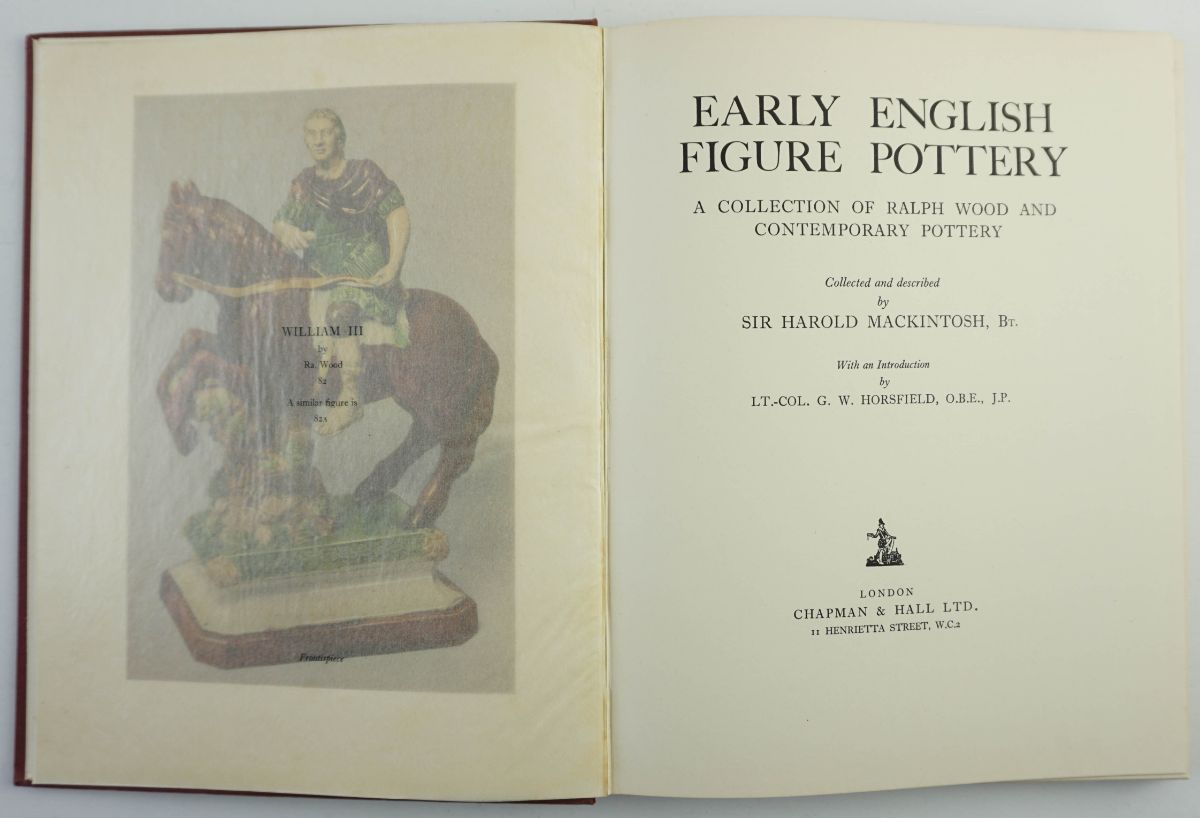 WILLIAM III
by
Ra. Wood
82
A similar figure is
823
Frontispiece
EARLY ENGLISH
FIGURE POTTERY
A COLLECTION OF RALPH WOOD AND
CONTEMPORARY POTTERY
Collected and described
by
SIR HAROLD MACKINTOSH, BT.
With an Introduction
by
LT.-COL. G. W. HORSFIELD, O.B.E., J.P.
LONDON
CHAPMAN & HALL LTD.
11 HENRIETTA STREET, W.C.2